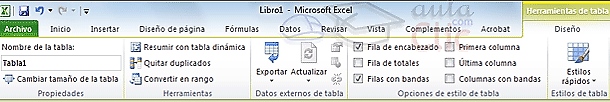 Libro1 - Microsoft Excel
Herramientas de tabla
aula
Clic
.com
Archivo Inicio Insertar Diseño de página Fórmulas Datos Revisar Vista Complementos Acrobat Diseño
Nombre de la tabla:
Tabla1
Cambiar tamaño de la tabla
Propiedades
Resumir con tabla dinámica
Quitar duplicados
Convertir en rango
Herramientas
Exportar Actualizar
Datos externos de tabla
Fila de encabezado Primera columna
Fila de totales Última columna
Filas con bandas Columnas con bandas
Opciones de estilo de tabla
Estilos
rápidos
Estilos de tabla